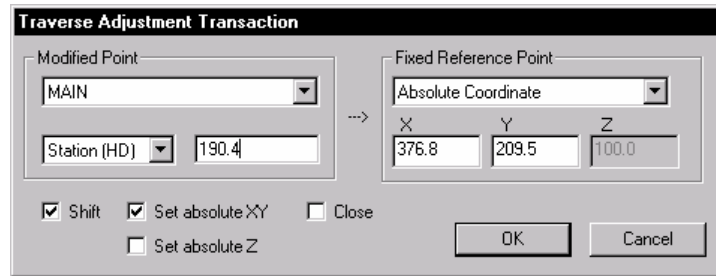 Traverse Adjustment Transaction
Modified Point
MAIN
Station (HD) 190.4
--->
Fixed Reference Point
Absolute Coordinate
X Y Z
376.8 209.5 100.0
Shift Set absolute XY Close
Set absolute Z
OK Cancel